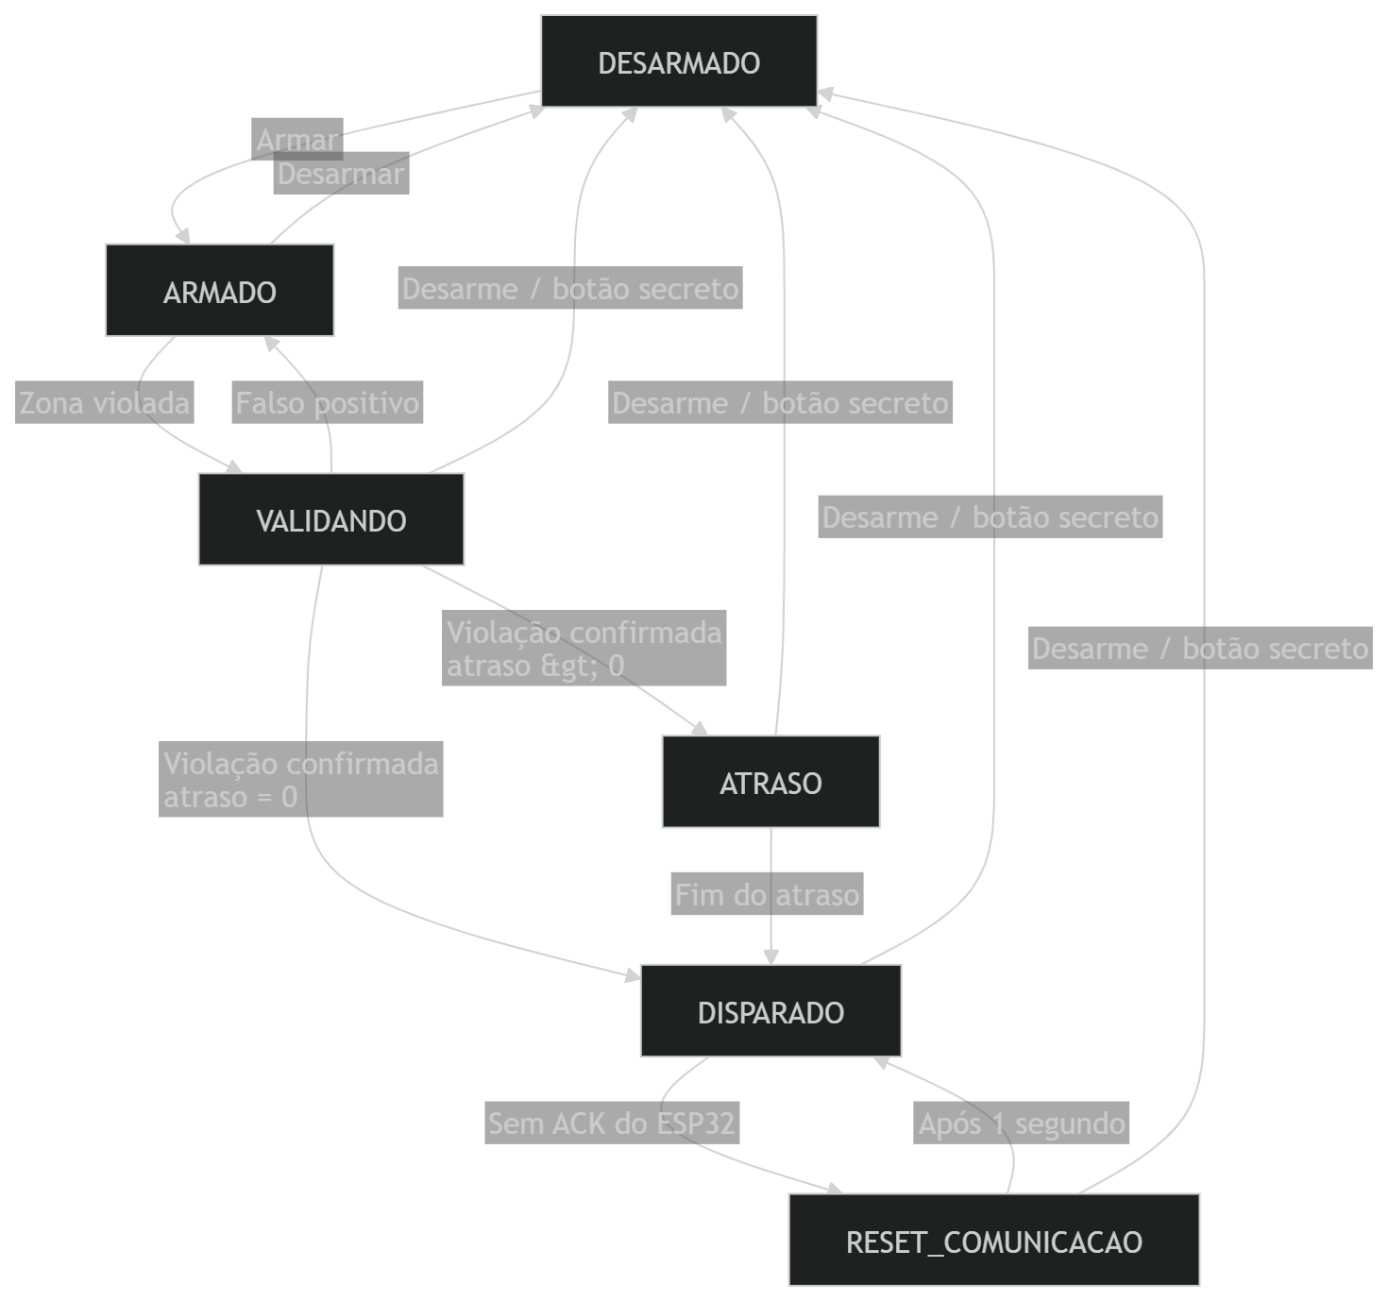 DESARMADO
Armar
Desarmar
Desarme / botão secreto
ARMADO
Zona violada
Falso positivo
Desarme / botão secreto
VALIDANDO
Desarme / botão secreto
Violação confirmada
atraso &gt; 0
Desarme / botão secreto
Violação confirmada
atraso = 0
ATRASO
Fim do atraso
DISPARADO
Sem ACK do ESP32
Após 1 segundo
RESET_COMUNICACAO